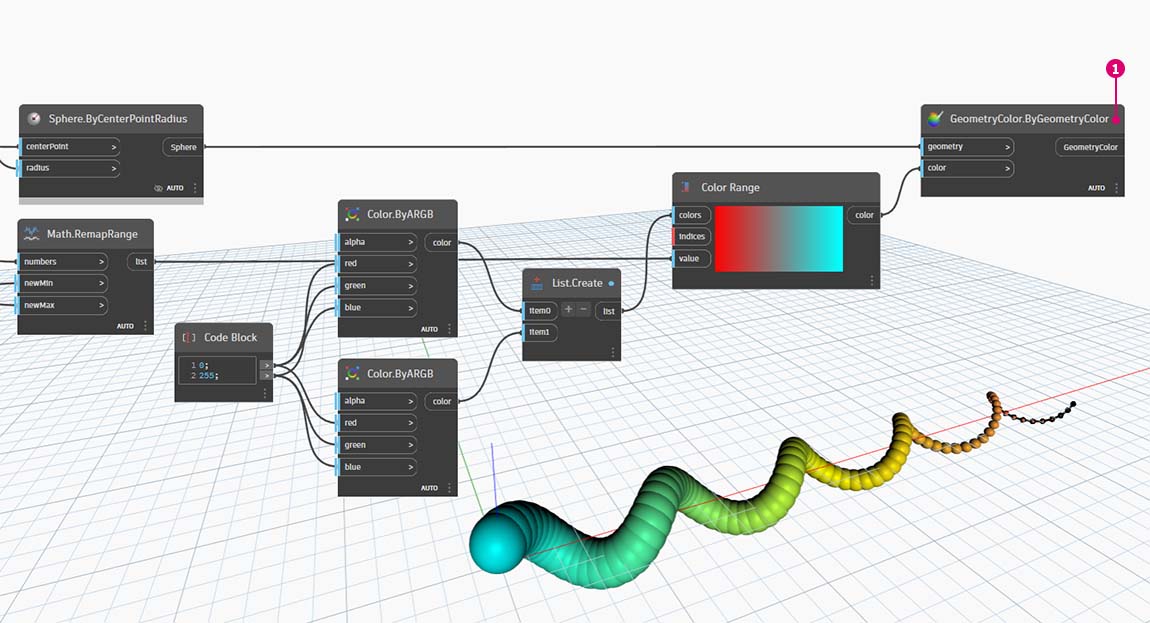 1
Sphere.ByCenterPointRadius
centerPoint >
Sphere
radius >
AUTO
GeometryColor.ByGeometryColor
geometry >
GeometryColor
color >
AUTO
Math.RemapRange
numbers >
list
newMin >
newMax >
AUTO
Color.ByARGB
alpha >
color
red >
green >
blue >
AUTO
Color Range
colors
color
indices
value
List.Create
item0
+ −
list
item1
Code Block
1 0;
>
2 255;
>
Color.ByARGB
alpha >
color
red >
green >
blue >
AUTO